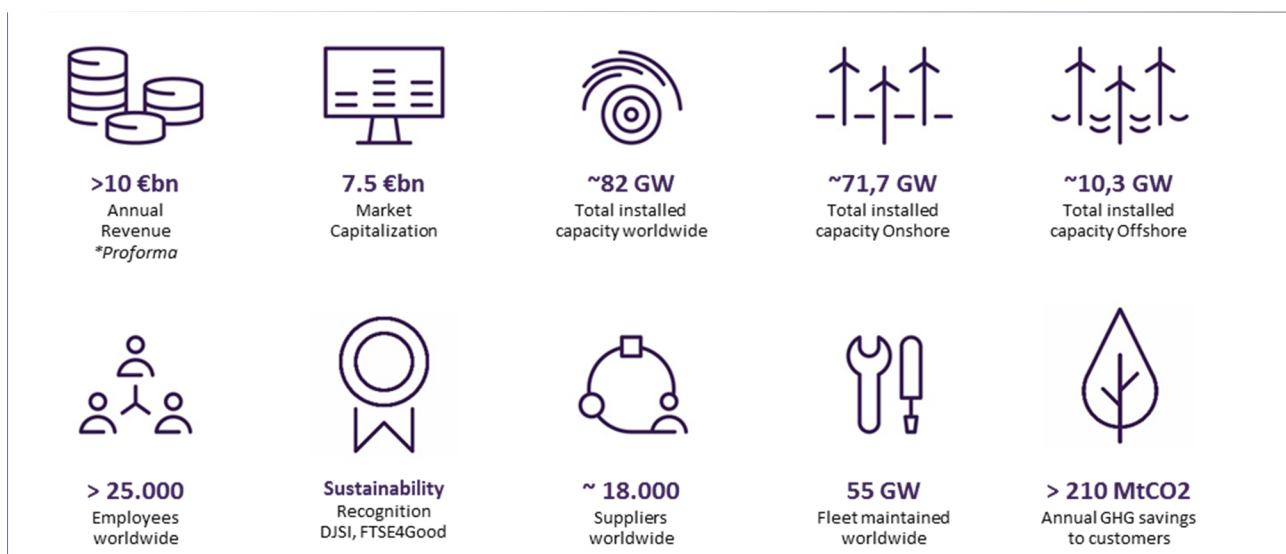 >10 €bn
Annual
Revenue
*Proforma
7.5 €bn
Market
Capitalization
~82 GW
Total installed
capacity worldwide
~71,7 GW
Total installed
capacity Onshore
~10,3 GW
Total installed
capacity Offshore
> 25.000
Employees
worldwide
Sustainability
Recognition
DJSI, FTSE4Good
~ 18.000
Suppliers
worldwide
55 GW
Fleet maintained
worldwide
> 210 MtCO2
Annual GHG savings
to customers